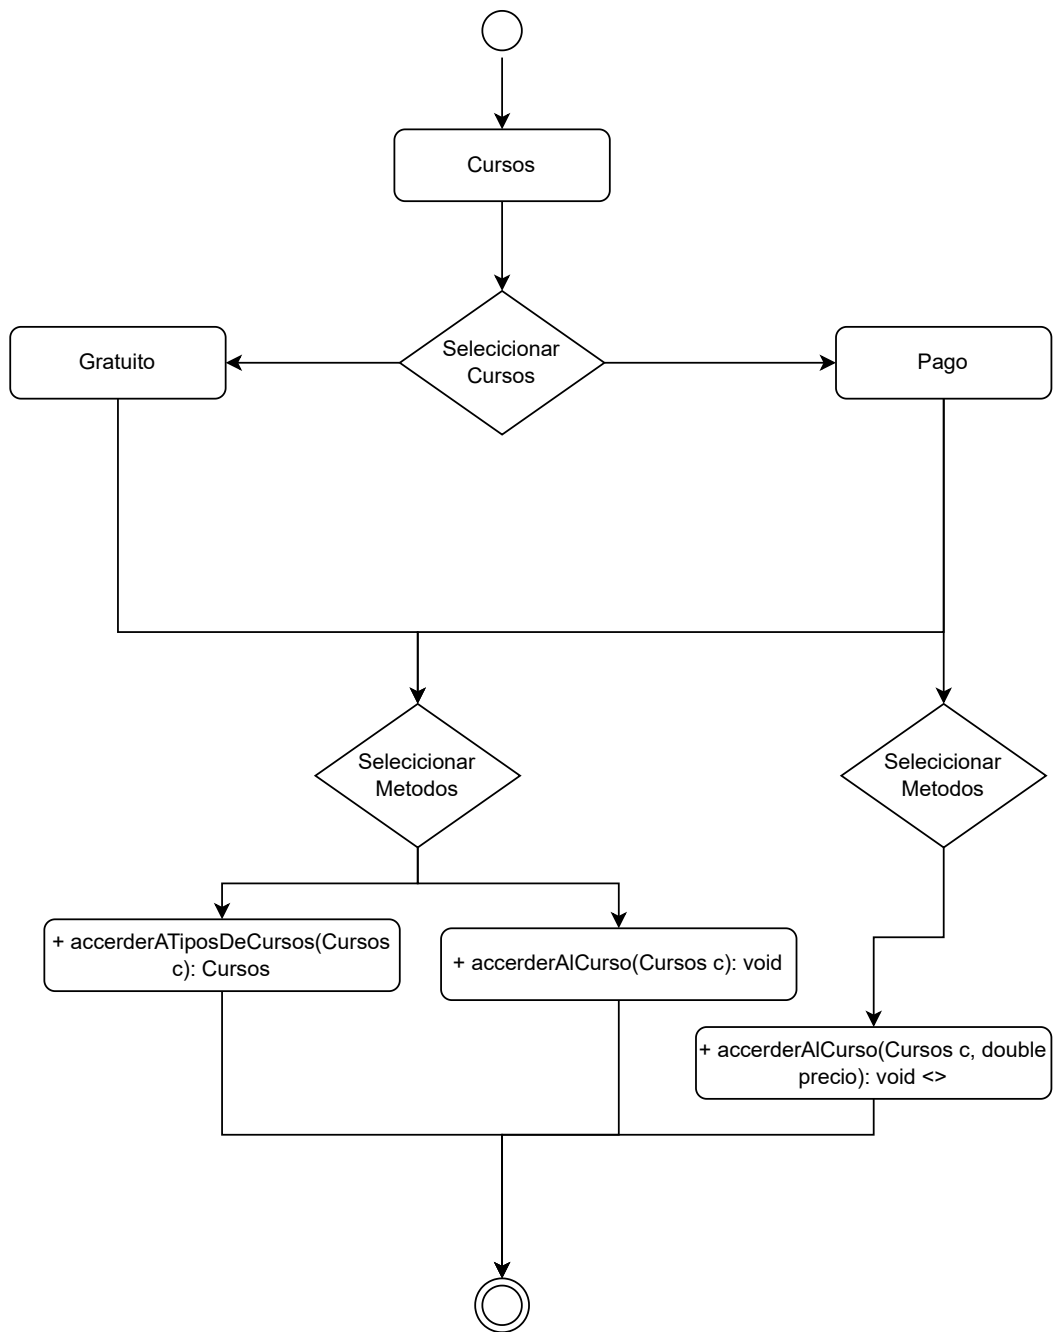 Cursos
Selecicionar
Cursos
Gratuito
Pago
Selecicionar
Metodos
Selecicionar
Metodos
+ accerderATiposDeCursos(Cursos
c): Cursos
+ accerderAlCurso(Cursos c): void
+ accerderAlCurso(Cursos c, double
precio): void <>